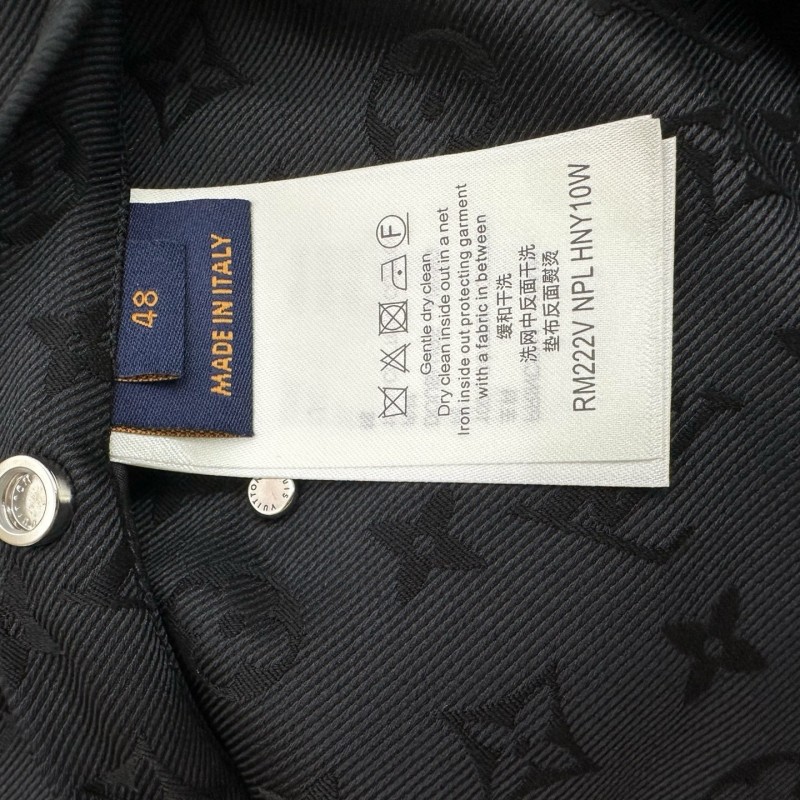 48
MADE IN ITALY
F
Gentle dry clean
Dry clean inside out in a net
Iron inside out protecting garment
with a fabric in between
缓和干洗
洗网中反面干洗
垫布反面熨烫
RM222V NPL HNY10W
LOUIS VUITTON